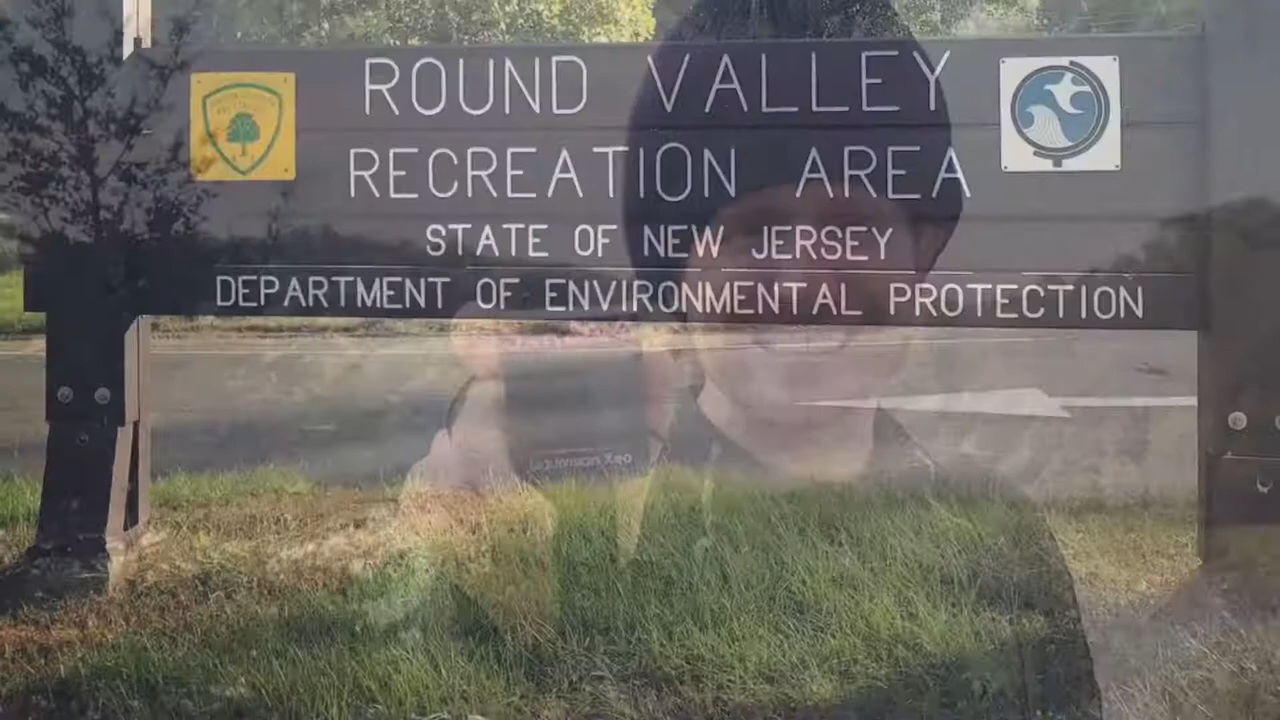 ROUND VALLEY
RECREATION AREA
STATE OF NEW JERSEY
DEPARTMENT OF ENVIRONMENTAL PROTECTION